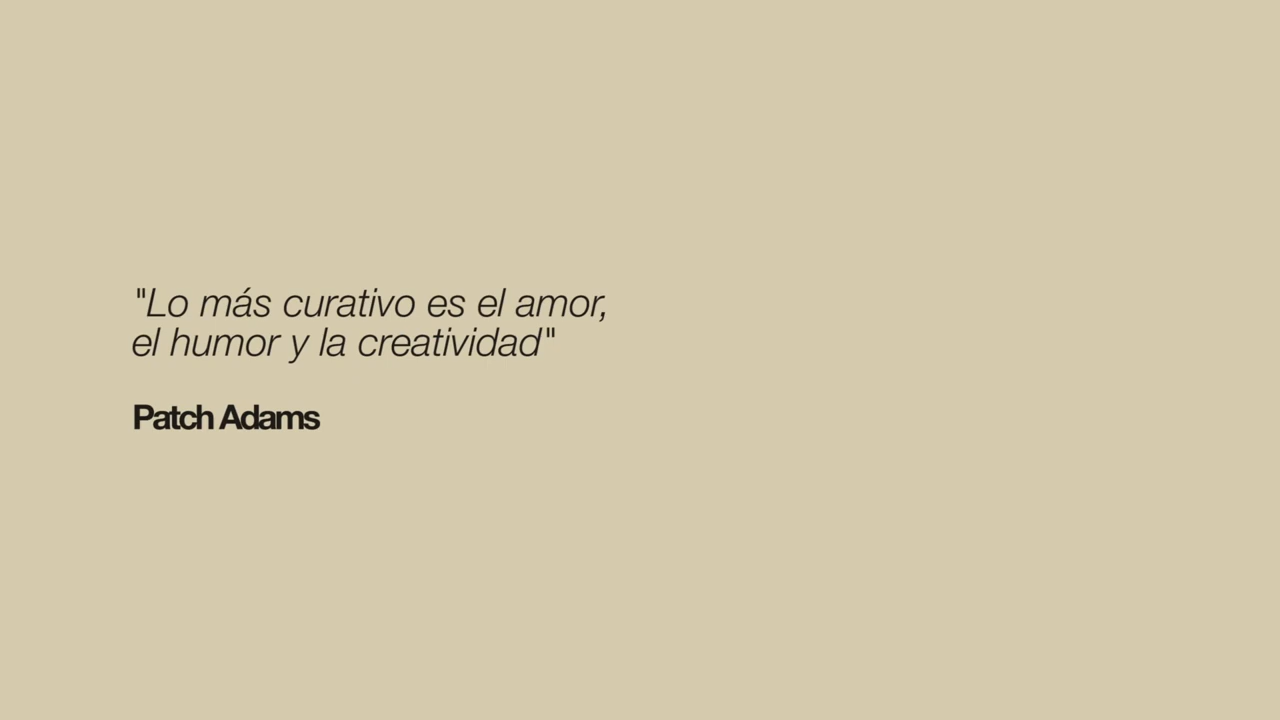 "Lo más curativo es el amor,
el humor y la creatividad"
Patch Adams